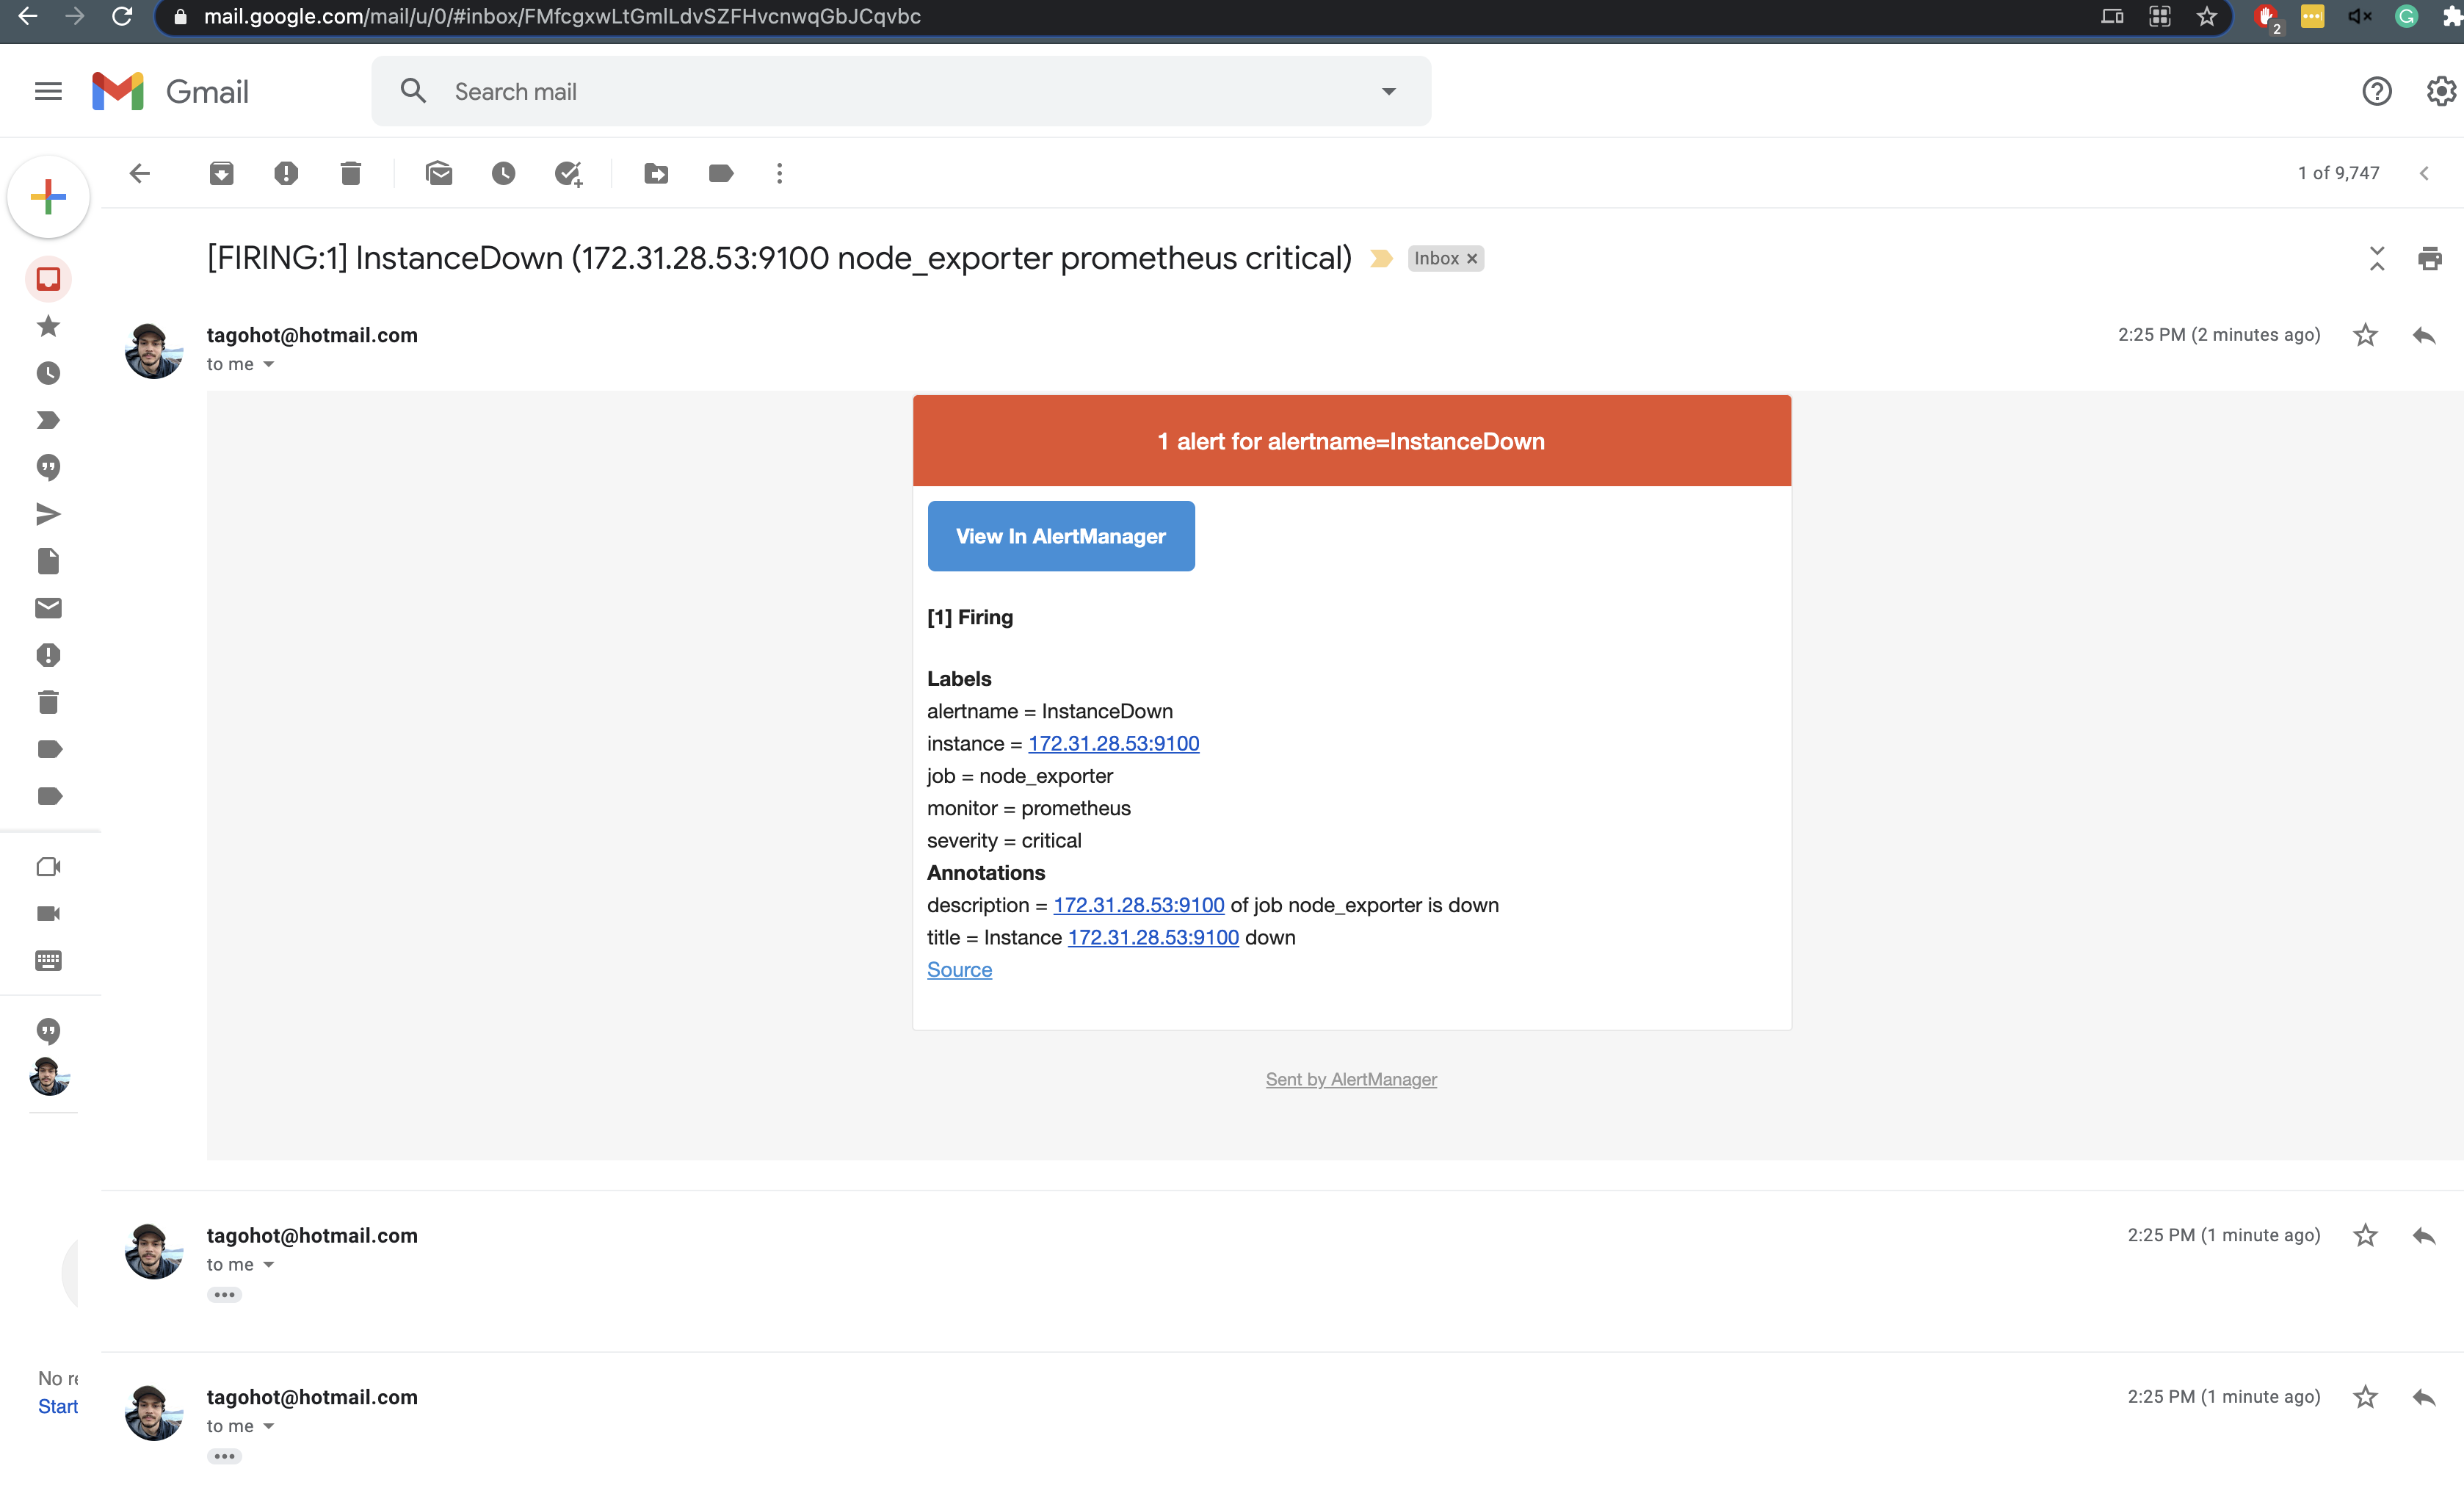 mail.google.com/mail/u/0/#inbox/FMfcgxwLtGmlLdvSZFHvcnwqGbJCqvbc
2
Gmail
Search mail
1 of 9,747
[FIRING:1] InstanceDown (172.31.28.53:9100 node_exporter prometheus critical)
Inbox ×
tagohot@hotmail.com
2:25 PM (2 minutes ago)
to me
1 alert for alertname=InstanceDown
View In AlertManager
[1] Firing
Labels
alertname = InstanceDown
instance = 172.31.28.53:9100
job = node_exporter
monitor = prometheus
severity = critical
Annotations
description = 172.31.28.53:9100 of job node_exporter is down
title = Instance 172.31.28.53:9100 down
Source
Sent by AlertManager
tagohot@hotmail.com
2:25 PM (1 minute ago)
to me
•••
No re
Start
tagohot@hotmail.com
2:25 PM (1 minute ago)
to me
•••